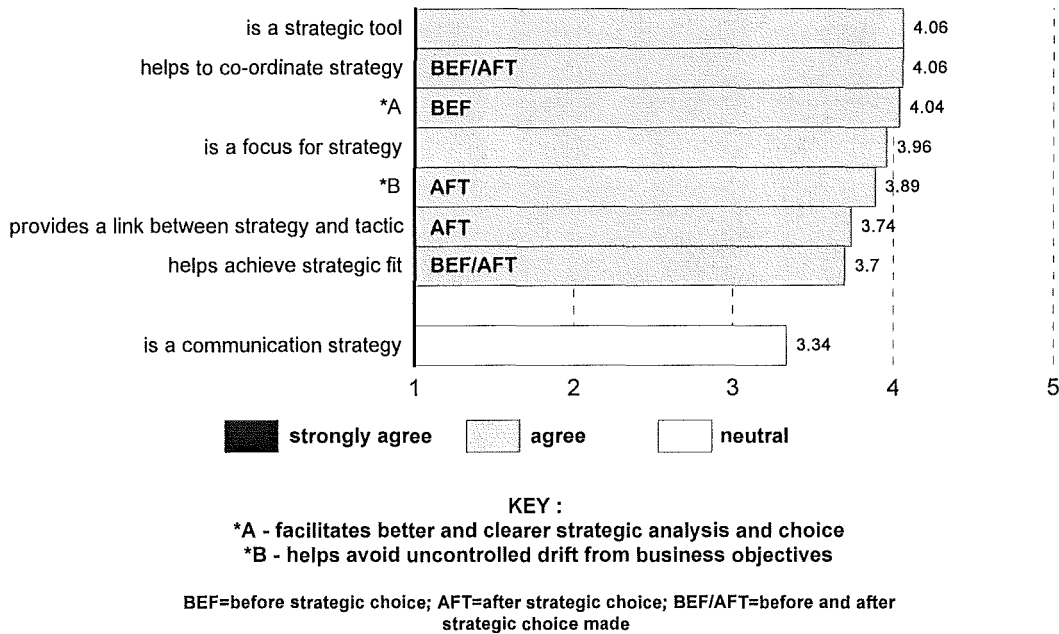 is a strategic tool 4.06
helps to co-ordinate strategy BEF/AFT 4.06
*A BEF 4.04
is a focus for strategy 3.96
*B AFT 3.89
provides a link between strategy and tactic AFT 3.74
helps achieve strategic fit BEF/AFT 3.7
is a communication strategy 3.34
1 2 3 4 5
strongly agree agree neutral
KEY :
*A - facilitates better and clearer strategic analysis and choice
*B - helps avoid uncontrolled drift from business objectives
BEF=before strategic choice; AFT=after strategic choice; BEF/AFT=before and after
strategic choice made